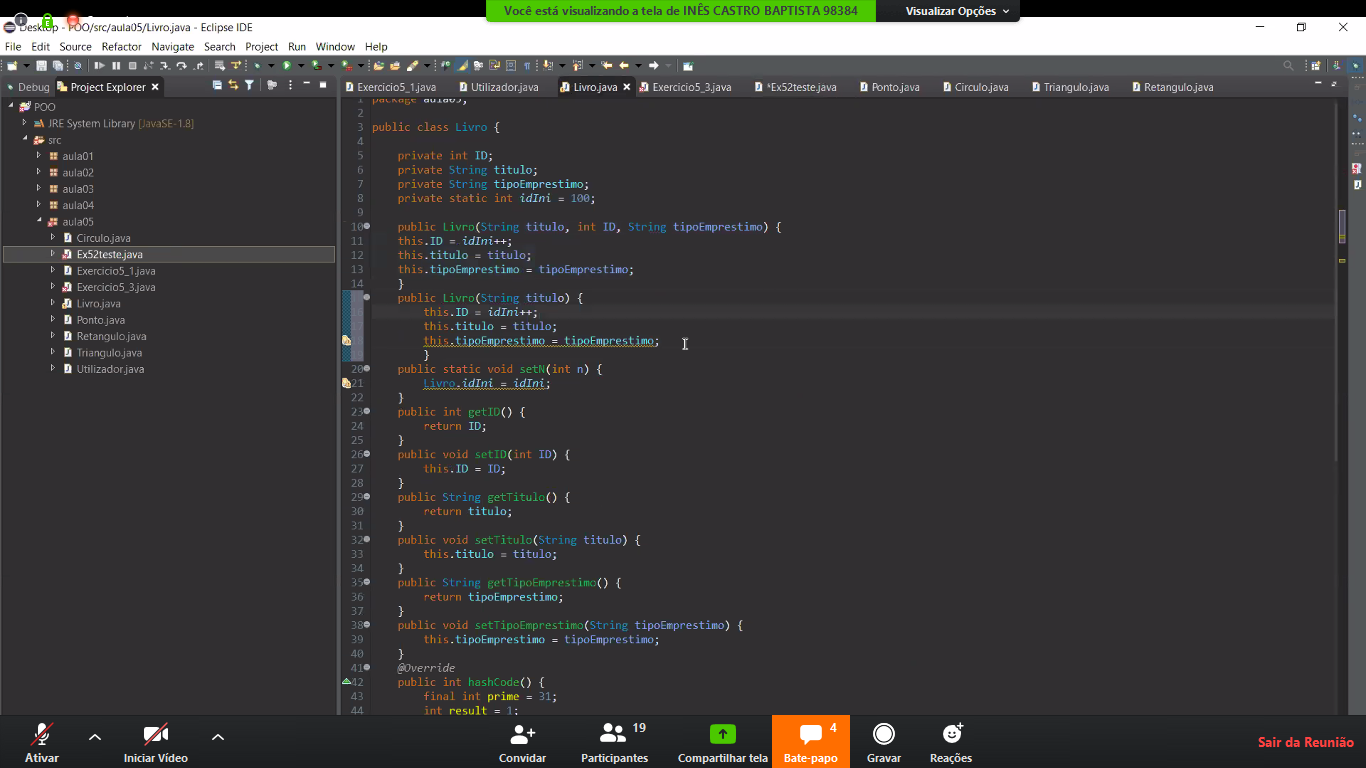 Você está visualizando a tela de INÊS CASTRO BAPTISTA 98384
Visualizar Opções
Desktop - POO/src/aula05/Livro.java - Eclipse IDE
File Edit Source Refactor Navigate Search Project Run Window Help
Debug Project Explorer
Exercicio5_1.java Utilizador.java Livro.java Exercicio5_3.java *Ex52teste.java Ponto.java Circulo.java Triangulo.java Retangulo.java
POO
JRE System Library [JavaSE-1.8]
src
aula01
aula02
aula03
aula04
aula05
Circulo.java
Ex52teste.java
Exercicio5_1.java
Exercicio5_3.java
Livro.java
Ponto.java
Retangulo.java
Triangulo.java
Utilizador.java
1 package aula05;
2
3 public class Livro {
4
5 private int ID;
6 private String titulo;
7 private String tipoEmprestimo;
8 private static int idIni = 100;
9
10 public Livro(String titulo, int ID, String tipoEmprestimo) {
11 this.ID = idIni++;
12 this.titulo = titulo;
13 this.tipoEmprestimo = tipoEmprestimo;
14 }
public Livro(String titulo) {
this.ID = idIni++;
this.titulo = titulo;
this.tipoEmprestimo = tipoEmprestimo;
}
20 public static void setN(int n) {
21 Livro.idIni = idIni;
22 }
23 public int getID() {
24 return ID;
25 }
26 public void setID(int ID) {
27 this.ID = ID;
28 }
29 public String getTitulo() {
30 return titulo;
31 }
32 public void setTitulo(String titulo) {
33 this.titulo = titulo;
34 }
35 public String getTipoEmprestimo() {
36 return tipoEmprestimo;
37 }
38 public void setTipoEmprestimo(String tipoEmprestimo) {
39 this.tipoEmprestimo = tipoEmprestimo;
40 }
41 @Override
42 public int hashCode() {
43 final int prime = 31;
44 int result = 1;
Ativar
Iniciar Vídeo
Convidar
19
Participantes
Compartilhar tela
4
Bate-papo
Gravar
Reações
Sair da Reunião